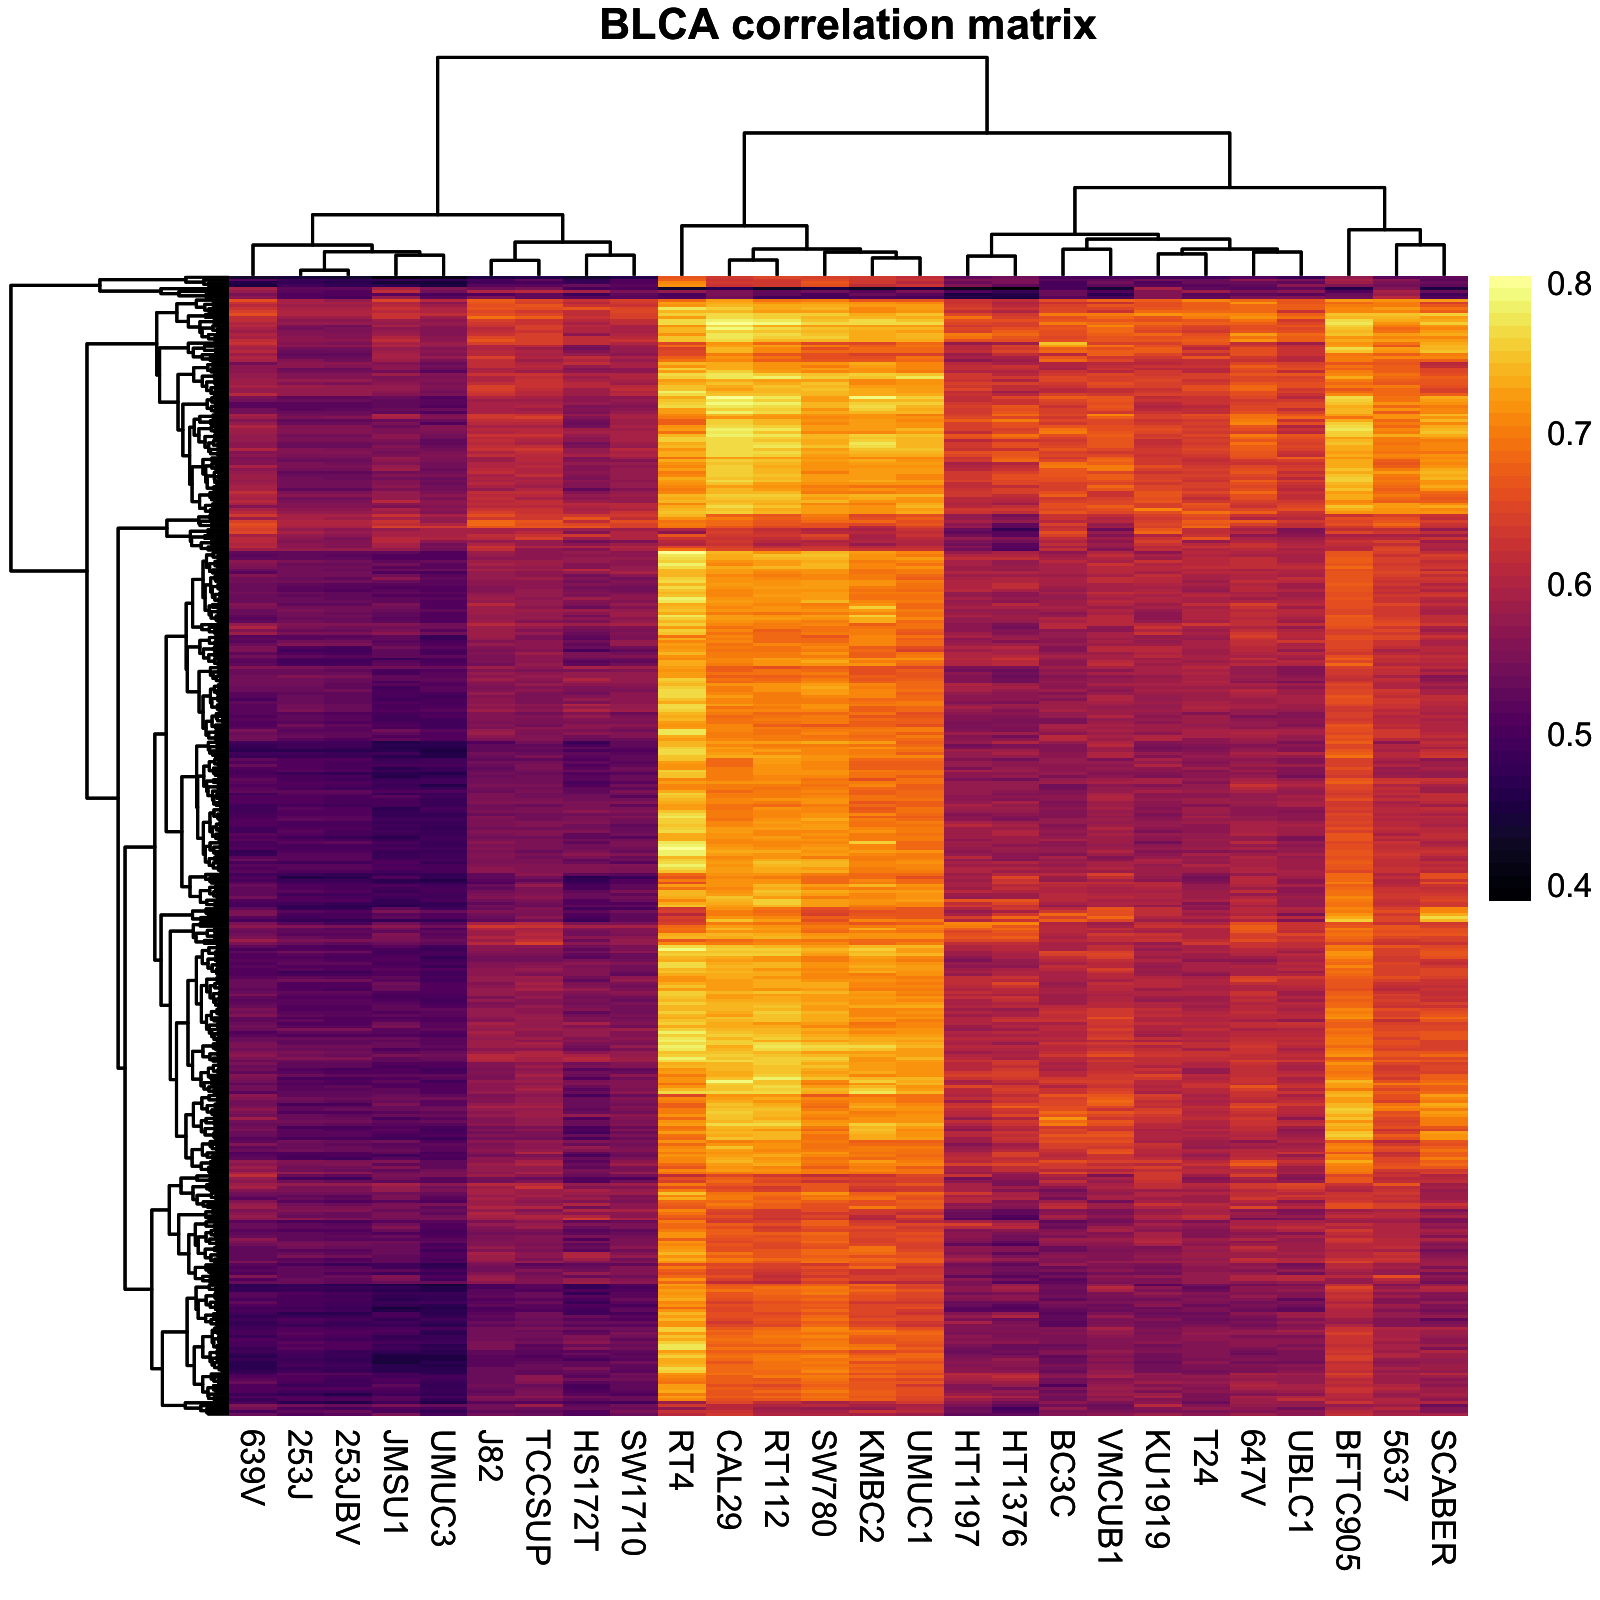 BLCA correlation matrix
0.8
0.7
0.6
0.5
0.4
639V
253J
253JBV
JMSU1
UMUC3
J82
TCCSUP
HS172T
SW1710
RT4
CAL29
RT112
SW780
KMBC2
UMUC1
HT1197
HT1376
BC3C
VMCUB1
KU1919
T24
647V
UBLC1
BFTC905
5637
SCABER